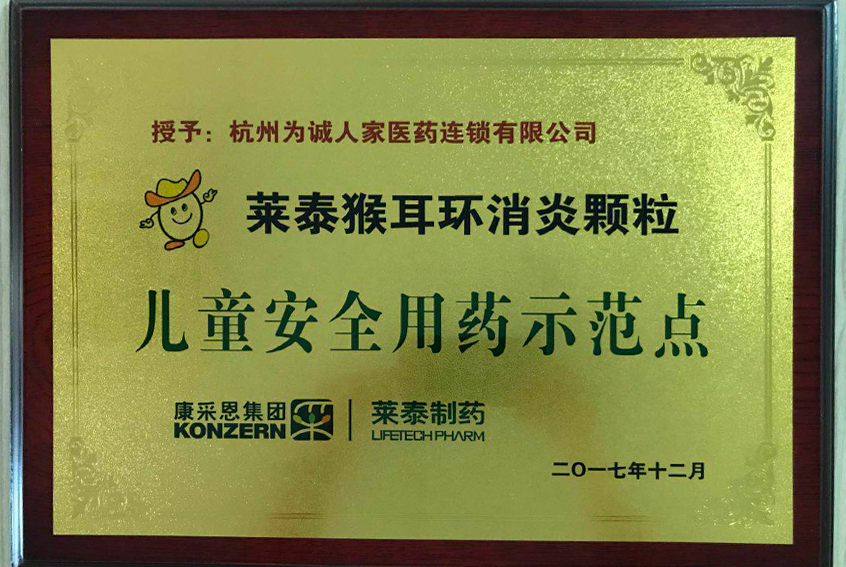 授予：杭州为诚人家医药连锁有限公司
莱泰猴耳环消炎颗粒
儿童安全用药示范点
康采恩集团 莱泰制药
KONZERN LIFETECH PHARM
二〇一七年十二月